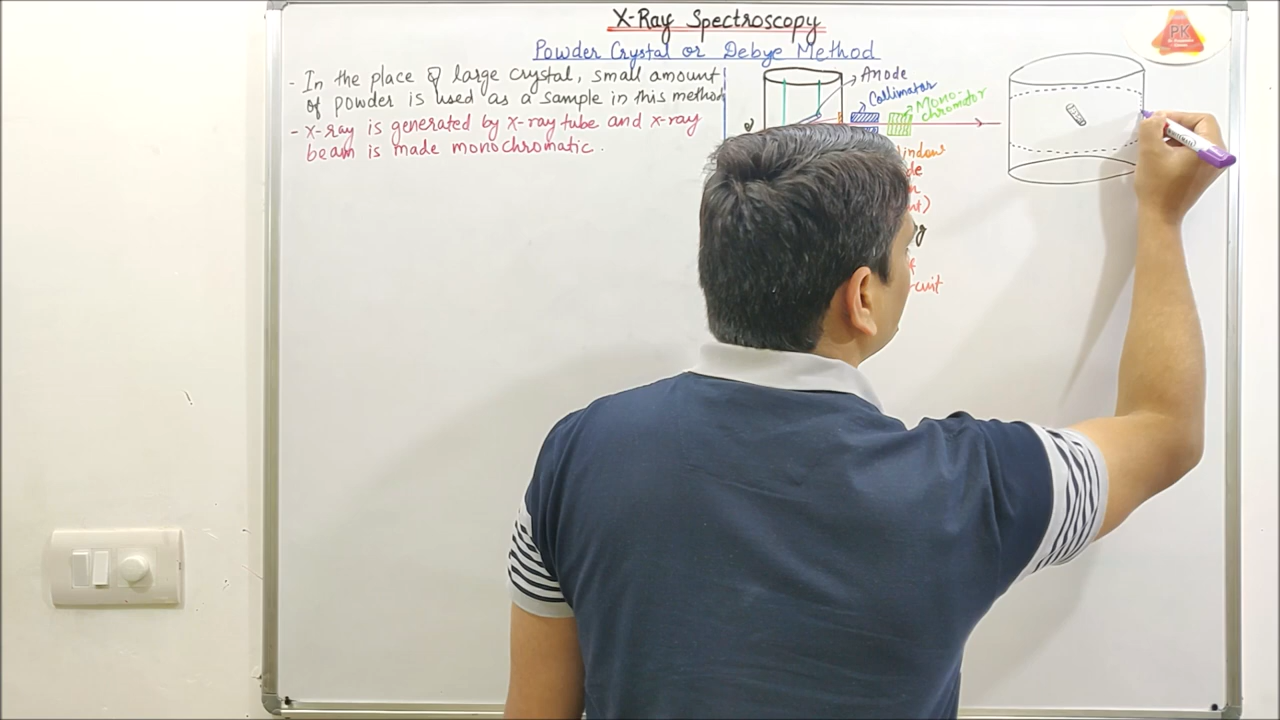 X-Ray Spectroscopy
PK
Powder Crystal or Debye Method
- In the place of large crystal, small amount
of powder is used as a sample in this method
- X-ray is generated by X-ray tube and x-ray
beam is made monochromatic.
Anode
Collimator
Mono-
chromator